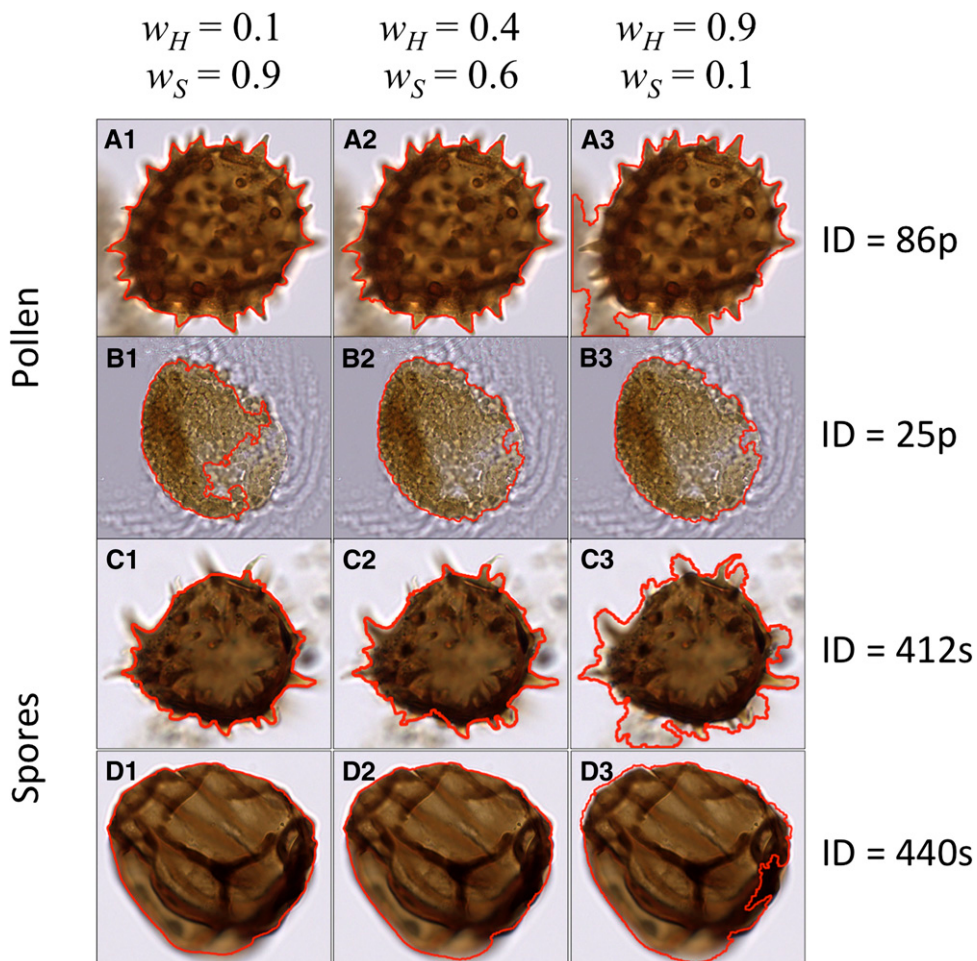 w_H = 0.1 w_H = 0.4 w_H = 0.9
w_S = 0.9 w_S = 0.6 w_S = 0.1
Pollen
A1 A2 A3 ID = 86p
B1 B2 B3 ID = 25p
Spores
C1 C2 C3 ID = 412s
D1 D2 D3 ID = 440s